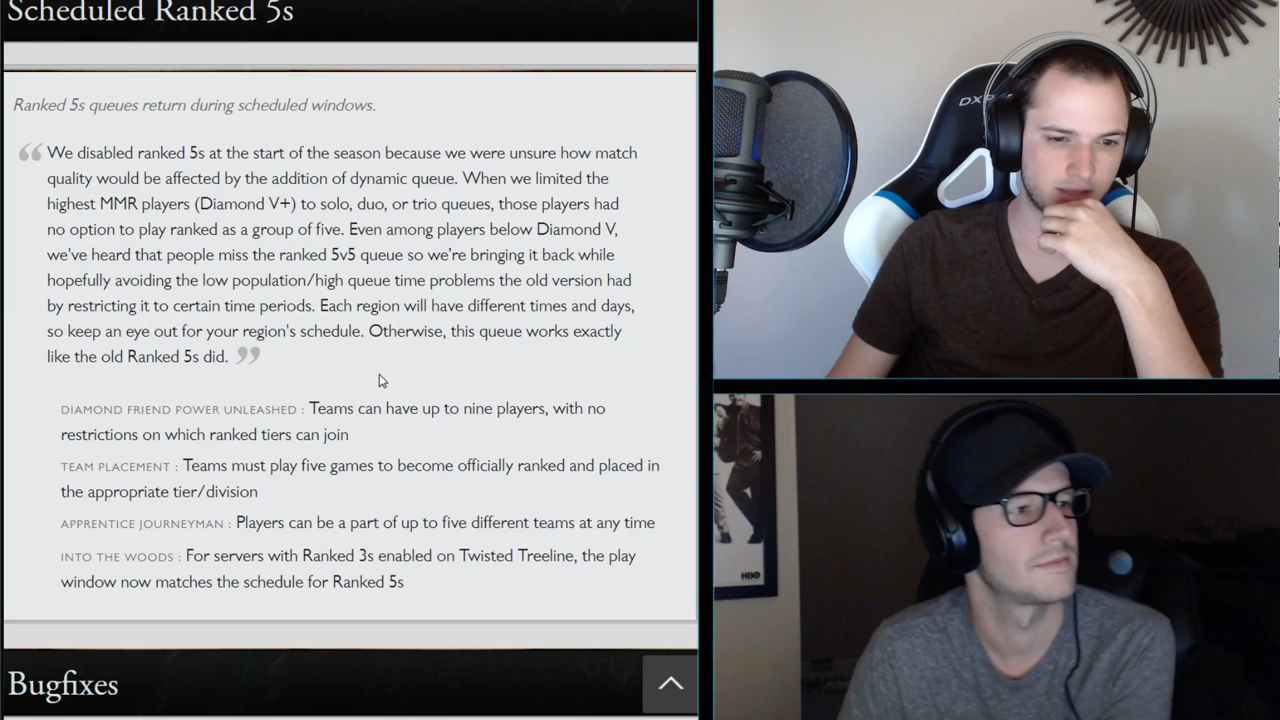 Scheduled Ranked 5s
Ranked 5s queues return during scheduled windows.
“ We disabled ranked 5s at the start of the season because we were unsure how match
quality would be affected by the addition of dynamic queue. When we limited the
highest MMR players (Diamond V+) to solo, duo, or trio queues, those players had
no option to play ranked as a group of five. Even among players below Diamond V,
we've heard that people miss the ranked 5v5 queue so we're bringing it back while
hopefully avoiding the low population/high queue time problems the old version had
by restricting it to certain time periods. Each region will have different times and days,
so keep an eye out for your region's schedule. Otherwise, this queue works exactly
like the old Ranked 5s did. ”
DIAMOND FRIEND POWER UNLEASHED : Teams can have up to nine players, with no
restrictions on which ranked tiers can join
TEAM PLACEMENT : Teams must play five games to become officially ranked and placed in
the appropriate tier/division
APPRENTICE JOURNEYMAN : Players can be a part of up to five different teams at any time
INTO THE WOODS : For servers with Ranked 3s enabled on Twisted Treeline, the play
window now matches the schedule for Ranked 5s
Bugfixes
HBO